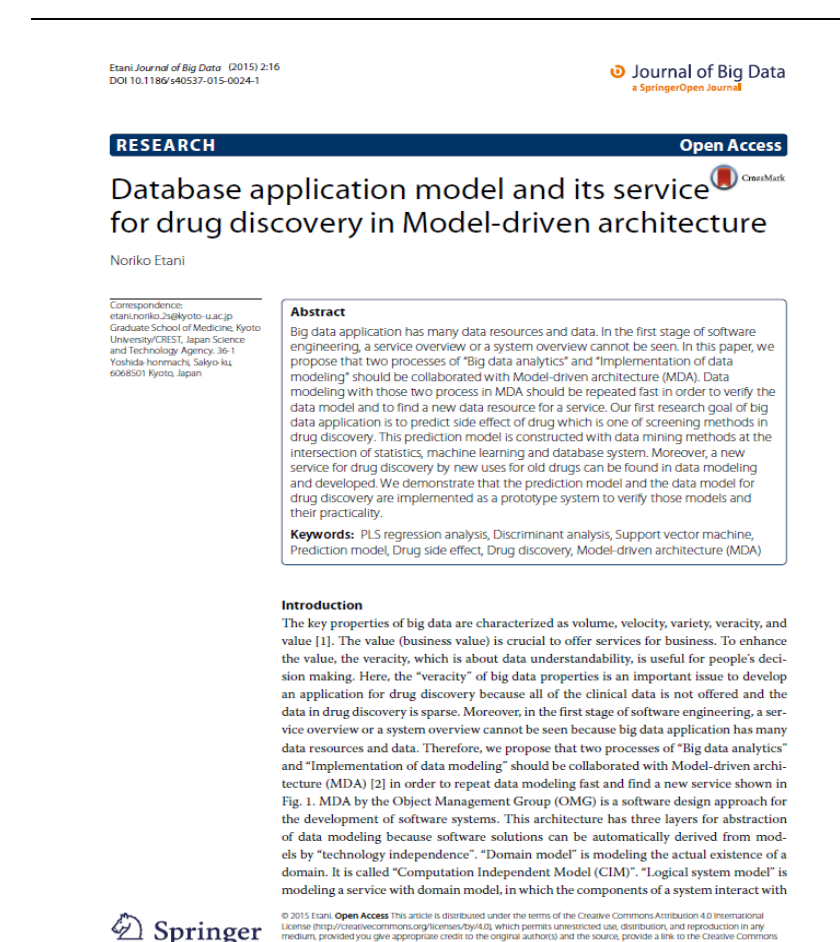 Etani Journal of Big Data (2015) 2:16
DOI 10.1186/s40537-015-0024-1
Journal of Big Data
a SpringerOpen Journal
RESEARCH
Open Access
Database application model and its service
for drug discovery in Model-driven architecture
CrossMark
Noriko Etani
Correspondence:
etani.noriko.2s@kyoto-u.ac.jp
Graduate School of Medicine, Kyoto
University/CREST, Japan Science
and Technology Agency. 36-1
Yoshida-honmachi, Sakyo-ku,
6068501 Kyoto, Japan
Abstract
Big data application has many data resources and data. In the first stage of software
engineering, a service overview or a system overview cannot be seen. In this paper, we
propose that two processes of "Big data analytics" and "Implementation of data
modeling" should be collaborated with Model-driven architecture (MDA). Data
modeling with those two process in MDA should be repeated fast in order to verify the
data model and to find a new data resource for a service. Our first research goal of big
data application is to predict side effect of drug which is one of screening methods in
drug discovery. This prediction model is constructed with data mining methods at the
intersection of statistics, machine learning and database system. Moreover, a new
service for drug discovery by new uses for old drugs can be found in data modeling
and developed. We demonstrate that the prediction model and the data model for
drug discovery are implemented as a prototype system to verify those models and
their practicality.
Keywords: PLS regression analysis, Discriminant analysis, Support vector machine,
Prediction model, Drug side effect, Drug discovery, Model-driven architecture (MDA)
Introduction
The key properties of big data are characterized as volume, velocity, variety, veracity, and
value [1]. The value (business value) is crucial to offer services for business. To enhance
the value, the veracity, which is about data understandability, is useful for people's deci-
sion making. Here, the "veracity" of big data properties is an important issue to develop
an application for drug discovery because all of the clinical data is not offered and the
data in drug discovery is sparse. Moreover, in the first stage of software engineering, a ser-
vice overview or a system overview cannot be seen because big data application has many
data resources and data. Therefore, we propose that two processes of "Big data analytics"
and "Implementation of data modeling" should be collaborated with Model-driven archi-
tecture (MDA) [2] in order to repeat data modeling fast and find a new service shown in
Fig. 1. MDA by the Object Management Group (OMG) is a software design approach for
the development of software systems. This architecture has three layers for abstraction
of data modeling because software solutions can be automatically derived from mod-
els by "technology independence". "Domain model" is modeling the actual existence of a
domain. It is called "Computation Independent Model (CIM)". "Logical system model" is
modeling a service with domain model, in which the components of a system interact with
Springer
© 2015 Etani. Open Access This article is distributed under the terms of the Creative Commons Attribution 4.0 International
License (http://creativecommons.org/licenses/by/4.0), which permits unrestricted use, distribution, and reproduction in any
medium, provided you give appropriate credit to the original author(s) and the source, provide a link to the Creative Commons